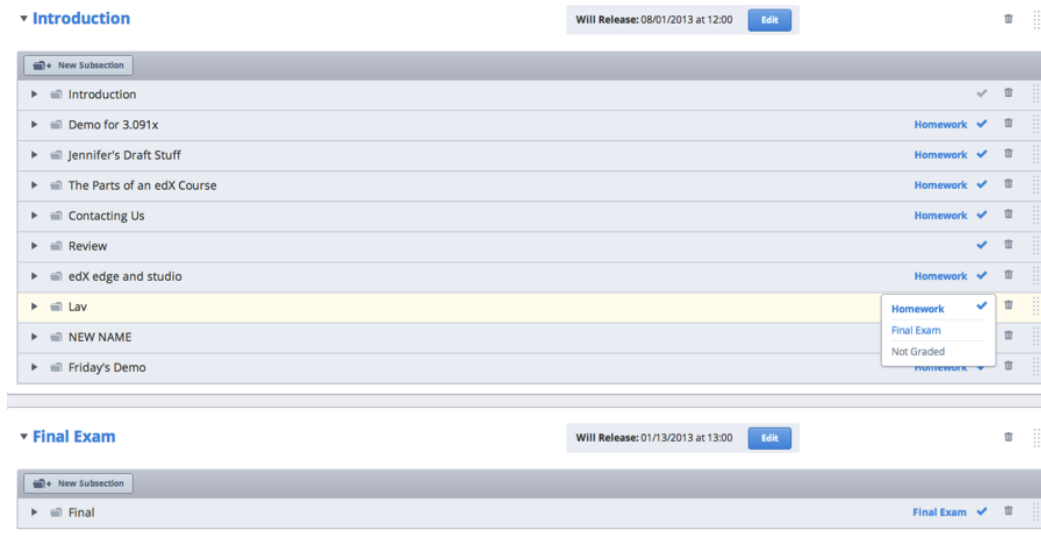 Introduction
Will Release: 08/01/2013 at 12:00 Edit
New Subsection
Introduction
Demo for 3.091x Homework
Jennifer's Draft Stuff Homework
The Parts of an edX Course Homework
Contacting Us Homework
Review
edX edge and studio Homework
Lav Homework
Final Exam
NEW NAME
Not Graded
Friday's Demo Homework
Final Exam
Will Release: 01/13/2013 at 13:00 Edit
New Subsection
Final Final Exam